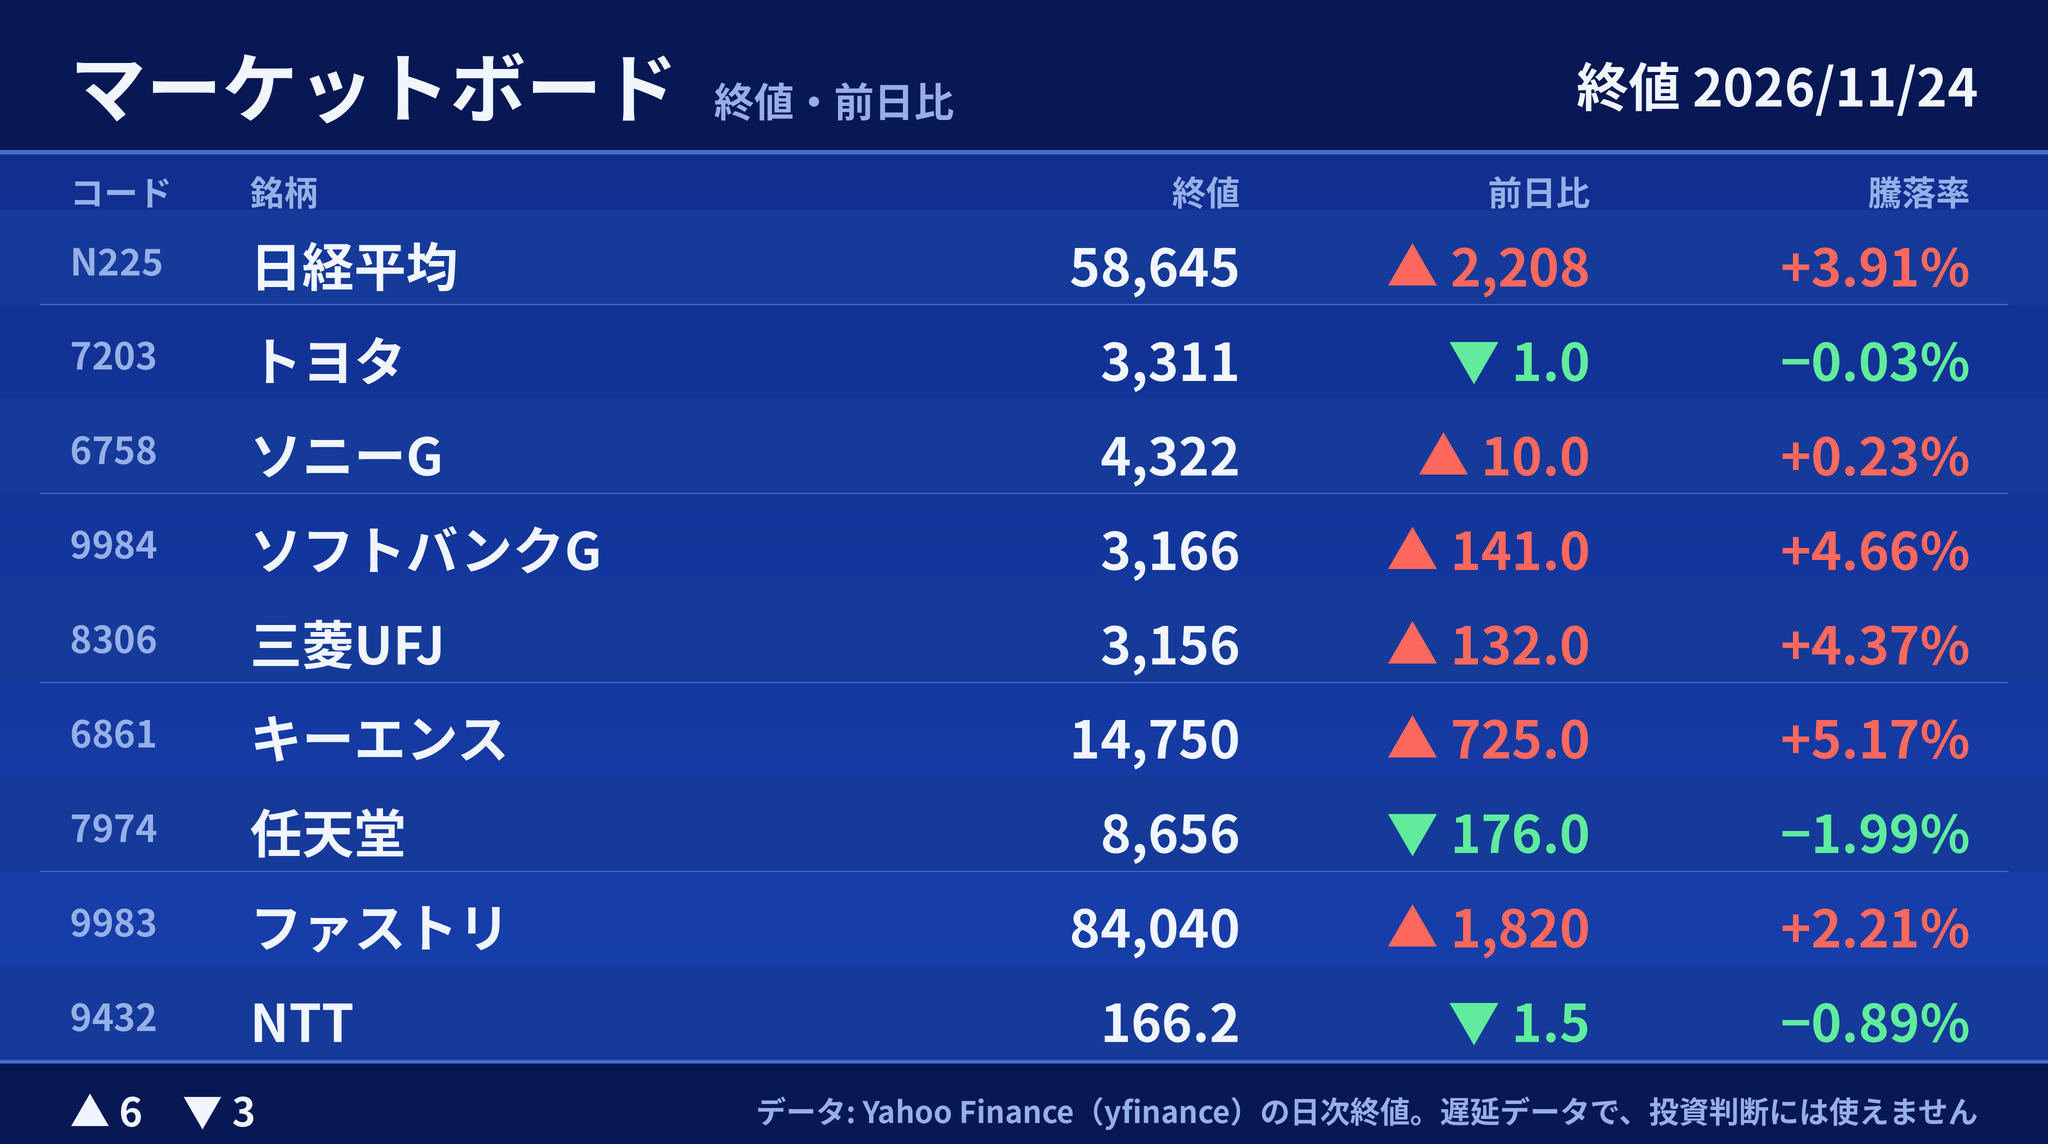 マーケットボード 終値・前日比 終値 2026/11/24
コード 銘柄 終値 前日比 騰落率
N225 日経平均 58,645 ▲ 2,208 +3.91%
7203 トヨタ 3,311 ▼ 1.0 −0.03%
6758 ソニーG 4,322 ▲ 10.0 +0.23%
9984 ソフトバンクG 3,166 ▲ 141.0 +4.66%
8306 三菱UFJ 3,156 ▲ 132.0 +4.37%
6861 キーエンス 14,750 ▲ 725.0 +5.17%
7974 任天堂 8,656 ▼ 176.0 −1.99%
9983 ファストリ 84,040 ▲ 1,820 +2.21%
9432 NTT 166.2 ▼ 1.5 −0.89%
▲ 6 ▼ 3 データ: Yahoo Finance（yfinance）の日次終値。遅延データで、投資判断には使えません